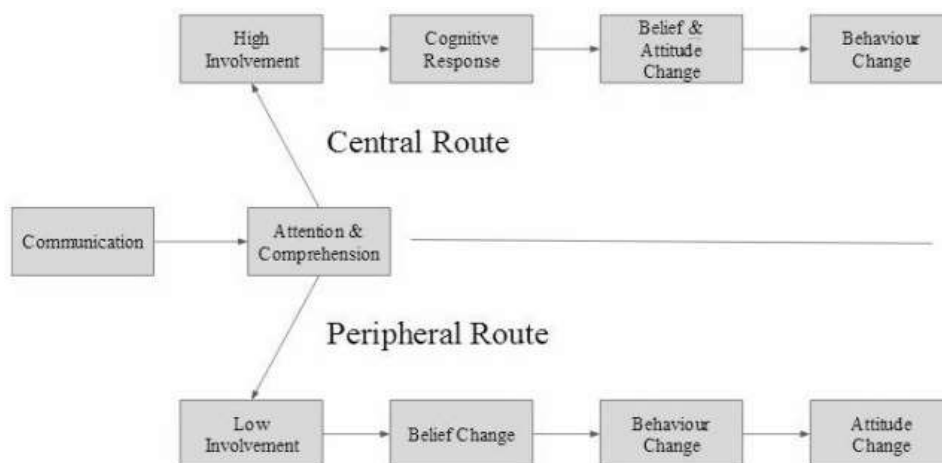 High
Involvement
Cognitive
Response
Belief &
Attitude
Change
Behaviour
Change
Central Route
Communication
Attention &
Comprehension
Peripheral Route
Low
Involvement
Belief Change
Behaviour
Change
Attitude
Change